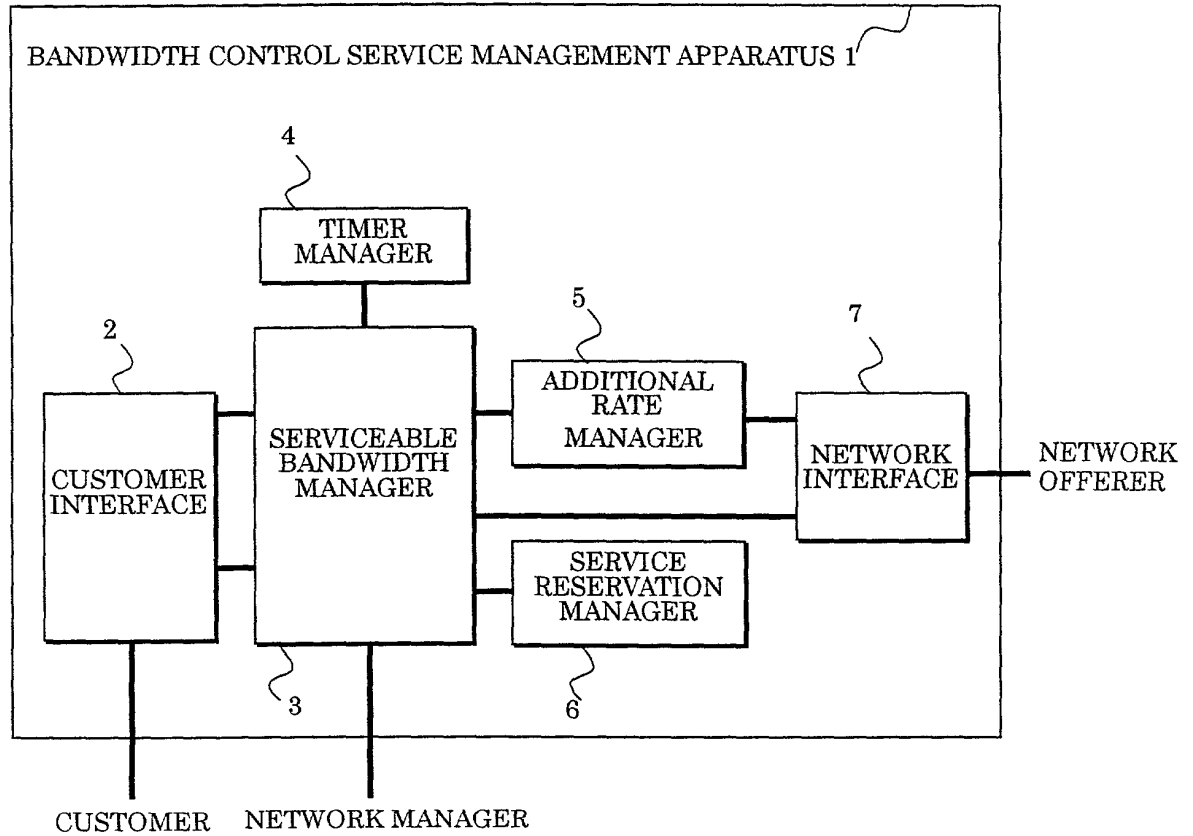 BANDWIDTH CONTROL SERVICE MANAGEMENT APPARATUS 1
4
TIMER
MANAGER
2
CUSTOMER
INTERFACE
SERVICEABLE
BANDWIDTH
MANAGER
3
5
ADDITIONAL
RATE
MANAGER
7
NETWORK
INTERFACE
NETWORK
OFFERER
SERVICE
RESERVATION
MANAGER
6
CUSTOMER
NETWORK MANAGER